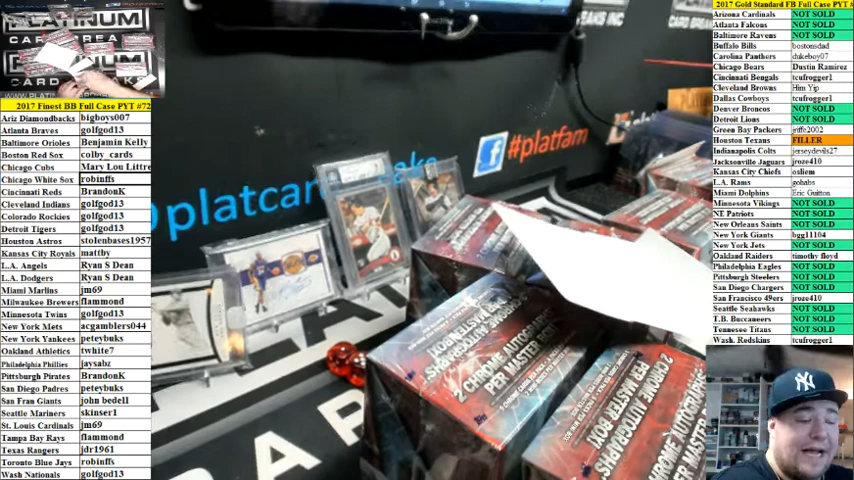 PLATINUM
CARD BREAKS
2017 Finest BB Full Case PYT #72
Ariz Diamondbacks bigboys007
Atlanta Braves golfgod13
Baltimore Orioles Benjamin Kelly
Boston Red Sox colby_cards
Chicago Cubs Mary Lou Littre
Chicago White Sox robinffs
Cincinnati Reds BrandonK
Cleveland Indians golfgod13
Colorado Rockies golfgod13
Detroit Tigers golfgod13
Houston Astros stolenbases1957
Kansas City Royals mattby
L.A. Angels Ryan S Dean
L.A. Dodgers Ryan S Dean
Miami Marlins jm69
Milwaukee Brewers flammond
Minnesota Twins golfgod13
New York Mets acgamblers044
New York Yankees peteybuks
Oakland Athletics twhite7
Philadelphia Phillies jaysabz
Pittsburgh Pirates BrandonK
San Diego Padres peteybuks
San Fran Giants john bedell
Seattle Mariners skinser1
St. Louis Cardinals jm69
Tampa Bay Rays flammond
Texas Rangers jdr1961
Toronto Blue Jays robinffs
Wash Nationals golfgod13
BREAKS INC
#platfam
2 CHROME AUTOGRAPHS
PER MASTER BOX!
2 CHROME AUTOGRAPHS
PER MASTER BOX!
2017 Gold Standard FB Full Case PYT #
Arizona Cardinals NOT SOLD
Atlanta Falcons NOT SOLD
Baltimore Ravens NOT SOLD
Buffalo Bills bostonsdad
Carolina Panthers dukeboy07
Chicago Bears Dustin Ramirez
Cincinnati Bengals tcufrogger1
Cleveland Browns Him Yip
Dallas Cowboys tcufrogger1
Denver Broncos NOT SOLD
Detroit Lions NOT SOLD
Green Bay Packers jriffe2002
Houston Texans FILLER
Indianapolis Colts jerseydevils27
Jacksonville Jaguars jroze410
Kansas City Chiefs osliem
L.A. Rams gohabs
Miami Dolphins Eric Guitton
Minnesota Vikings NOT SOLD
NE Patriots NOT SOLD
New Orleans Saints NOT SOLD
New York Giants bgg11104
New York Jets NOT SOLD
Oakland Raiders timothy floyd
Philadelphia Eagles NOT SOLD
Pittsburgh Steelers NOT SOLD
San Diego Chargers NOT SOLD
San Francisco 49ers jroze410
Seattle Seahawks NOT SOLD
T.B. Buccaneers NOT SOLD
Tennesee Titans NOT SOLD
Wash. Redskins tcufrogger1